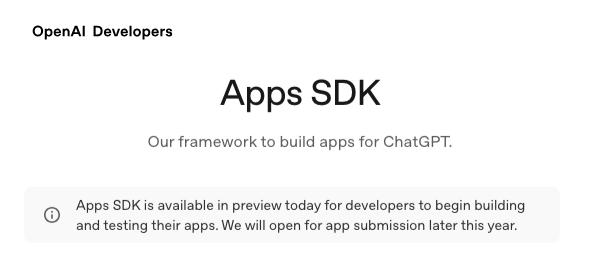 OpenAI Developers
Apps SDK
Our framework to build apps for ChatGPT.
Apps SDK is available in preview today for developers to begin building
and testing their apps. We will open for app submission later this year.